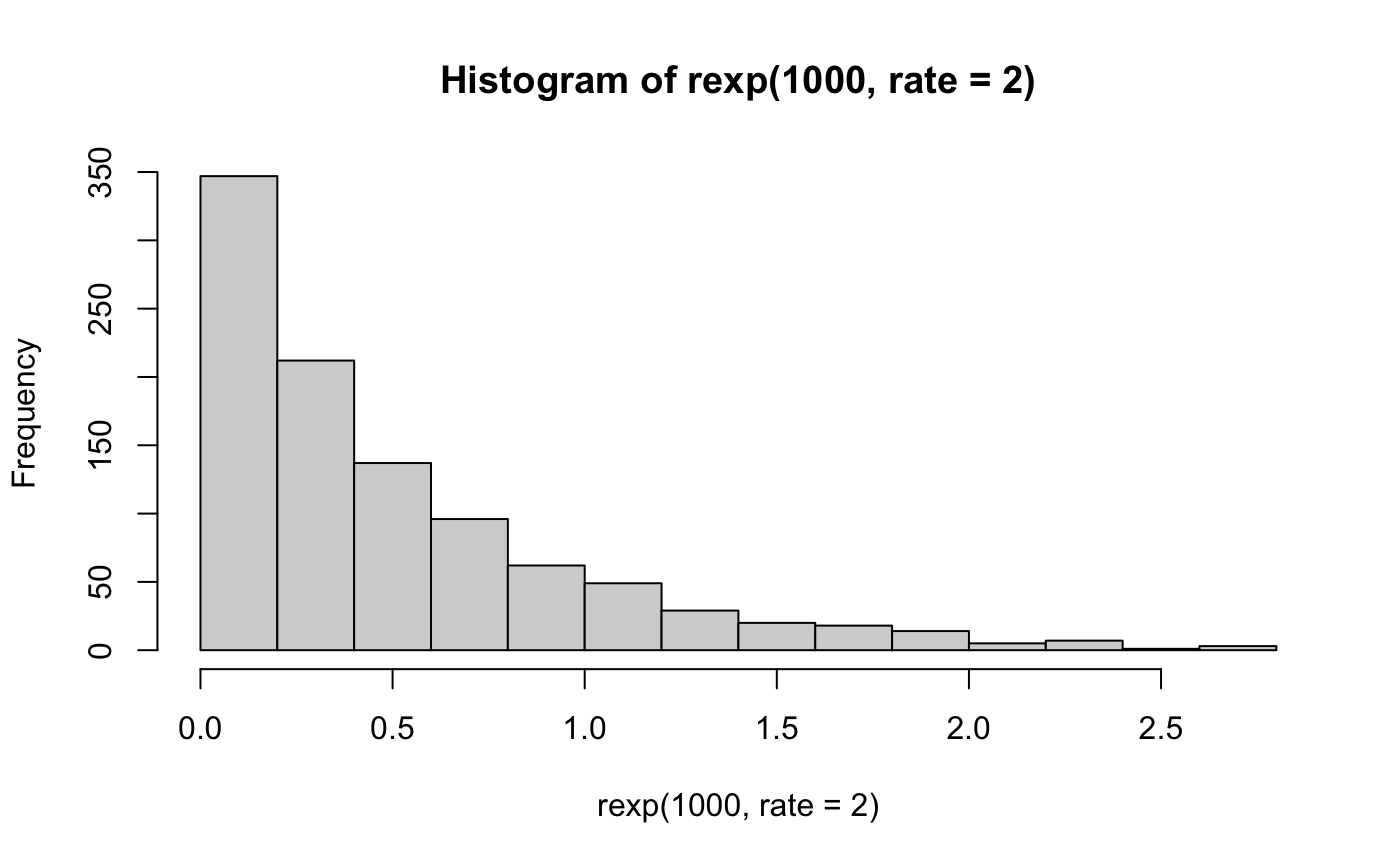 Histogram of rexp(1000, rate = 2)
Frequency
350
250
150
50
0
0.0 0.5 1.0 1.5 2.0 2.5
rexp(1000, rate = 2)